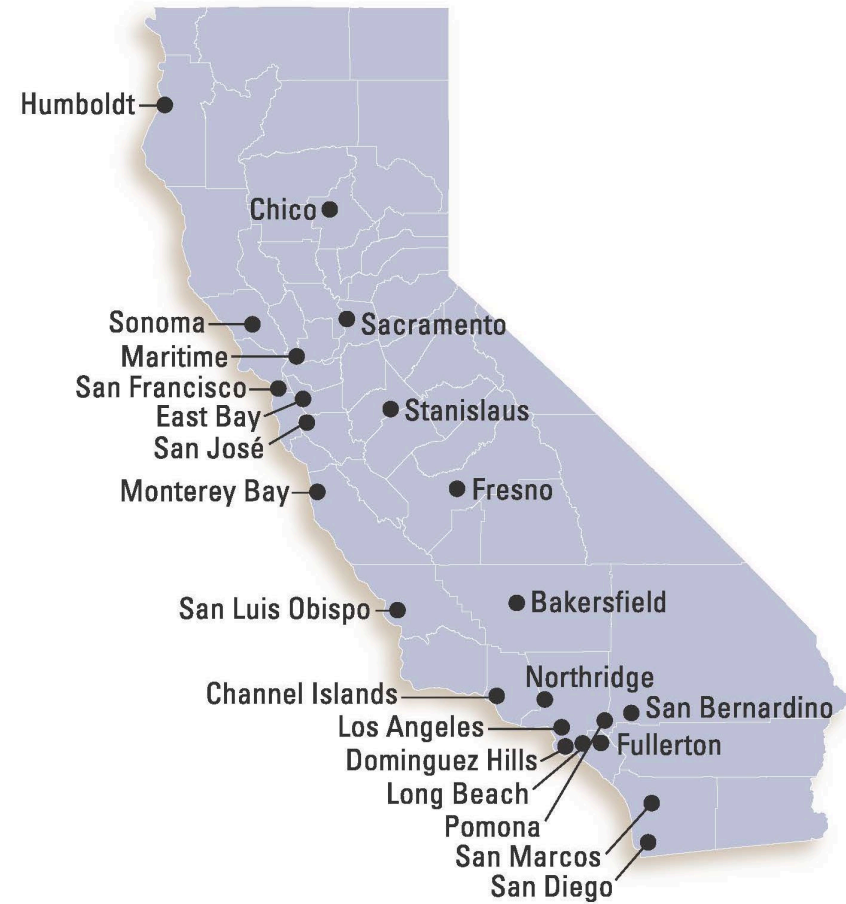 Humboldt
Chico
Sonoma
Sacramento
Maritime
San Francisco
East Bay
Stanislaus
San José
Monterey Bay
Fresno
San Luis Obispo
Bakersfield
Northridge
Channel Islands
San Bernardino
Los Angeles
Fullerton
Dominguez Hills
Long Beach
Pomona
San Marcos
San Diego